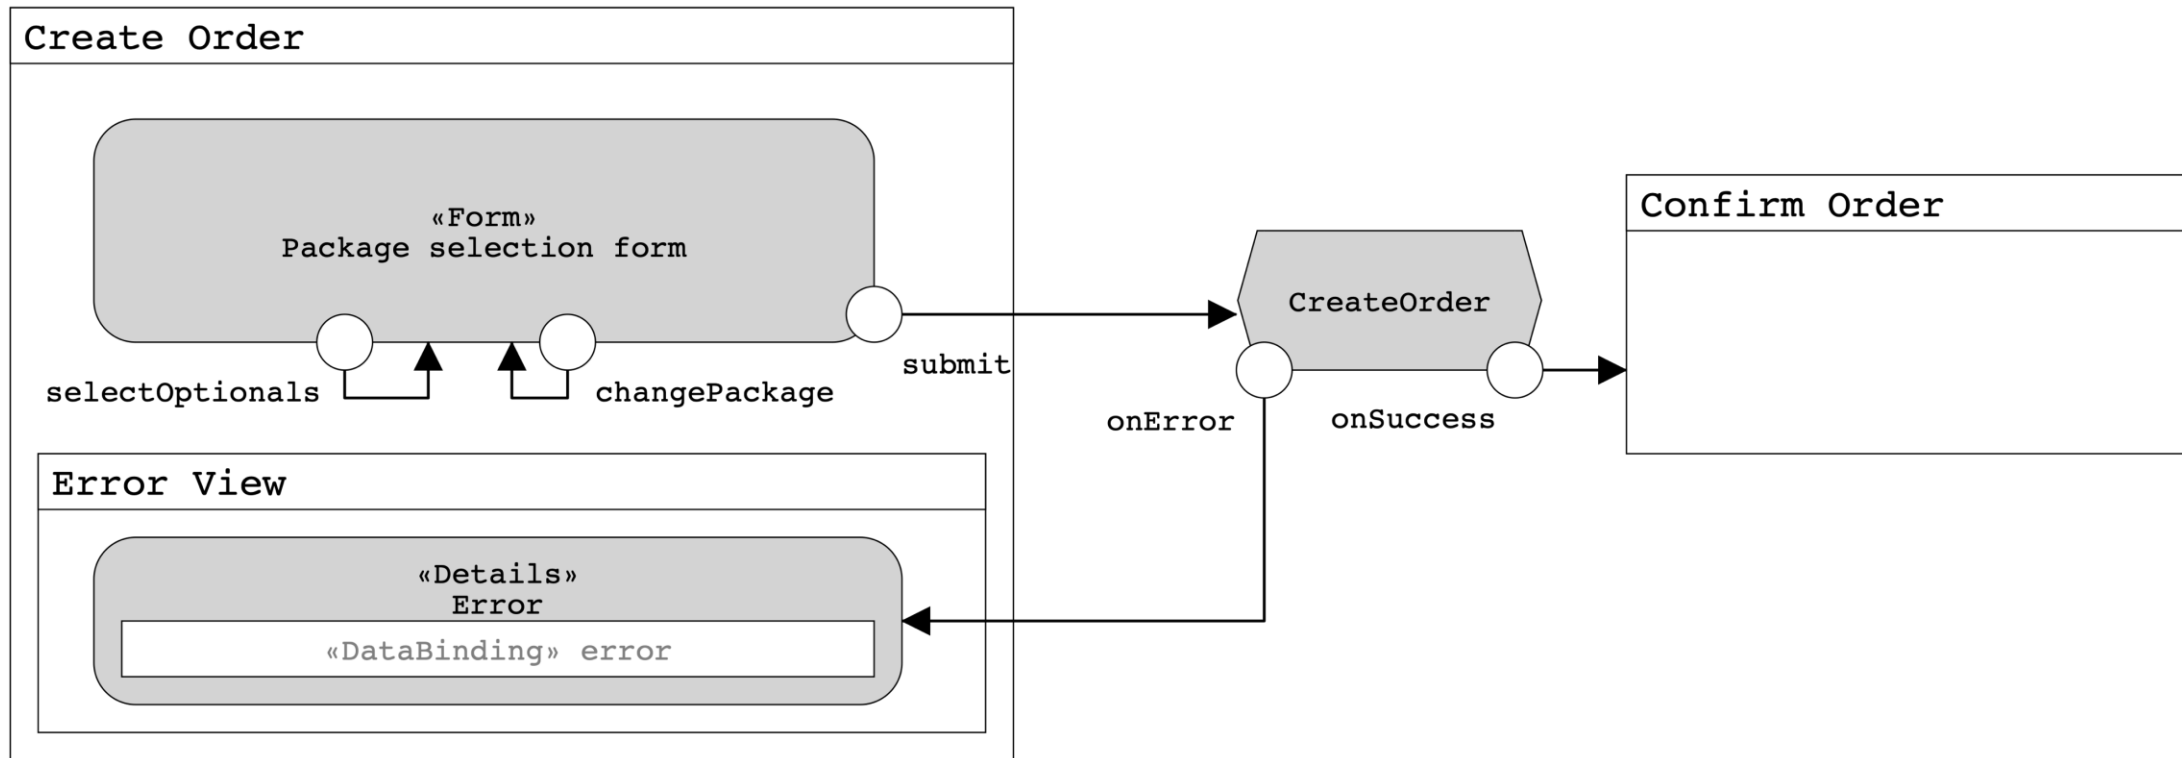 Create Order
«Form»
Package selection form
selectOptionals
changePackage
submit
Error View
«Details»
Error
«DataBinding» error
CreateOrder
onError
onSuccess
Confirm Order